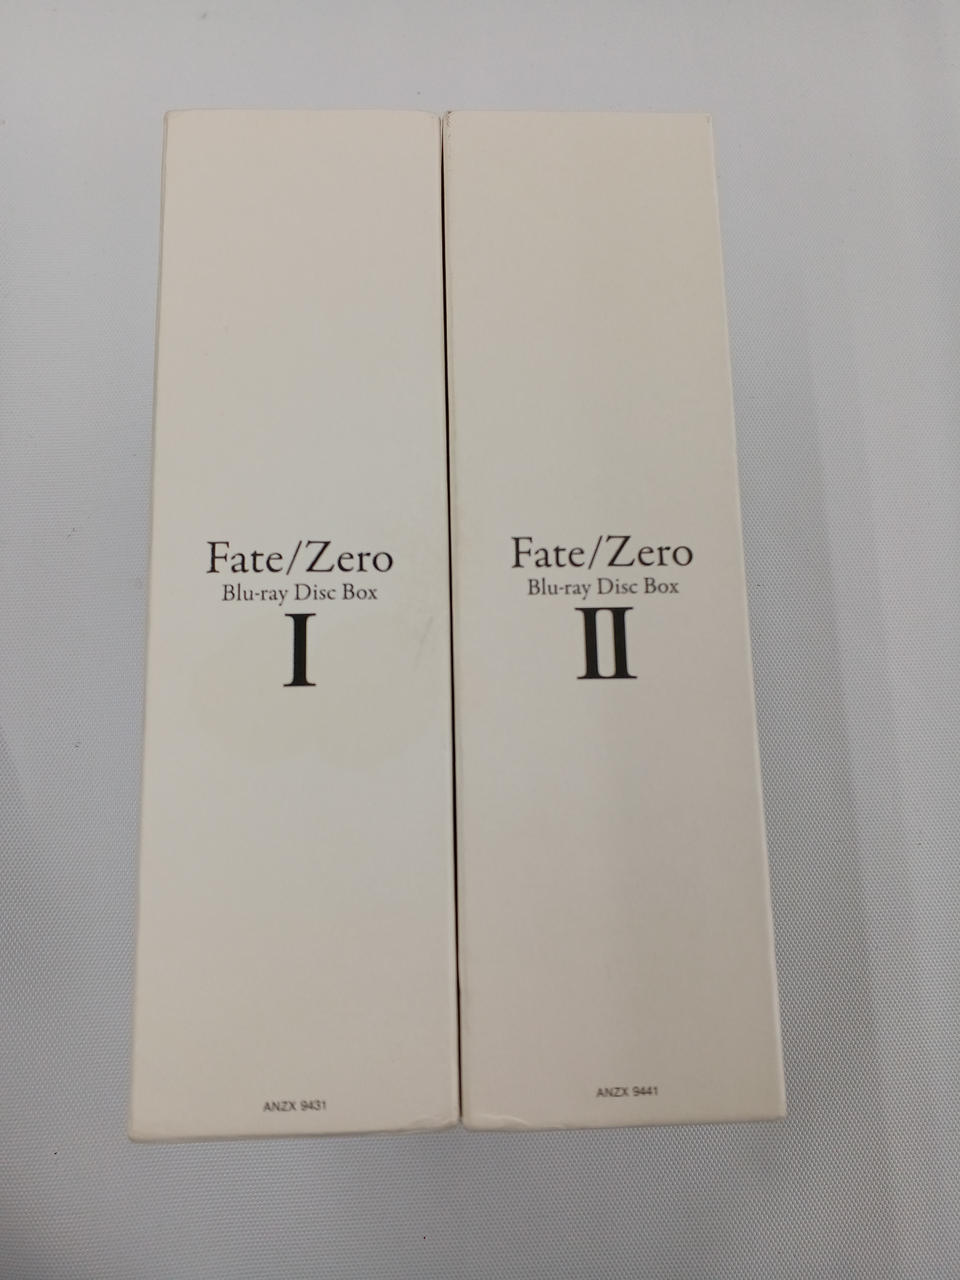 Fate/Zero
Blu-ray Disc Box
I
ANZX 9431
Fate/Zero
Blu-ray Disc Box
II
ANZX 9441